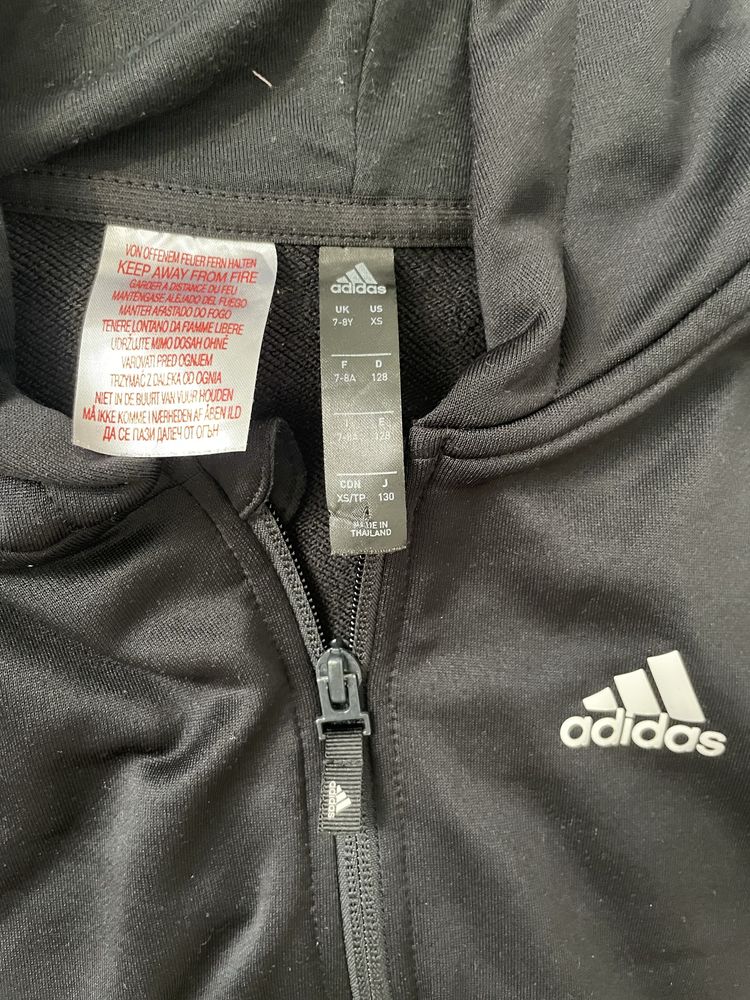 VON OFFENEM FEUER FERN HALTEN
KEEP AWAY FROM FIRE
GARDER A DISTANCE DU FEU
MANTÉNGASE ALEJADO DEL FUEGO
MANTER AFASTADO DO FOGO
TENERE LONTANO DA FIAMME LIBERE
UDRŽUJTE MIMO DOSAH OHNĚ
VAROVATI PRED OGNJEM
TRZYMAĆ Z DALEKA OD OGNIA
NIET IN DE BUURT VAN VUUR HOUDEN
MÅ IKKE KOMME I NÆRHEDEN AF ÅBEN ILD
ДА СЕ ПАЗИ ДАЛЕЧ ОТ ОГЪН
adidas
UK US
7-8Y XS
F D
7-8A 128
E
128
CDN J
XS/TP 130
MADE IN
THAILAND
adidas
adidas